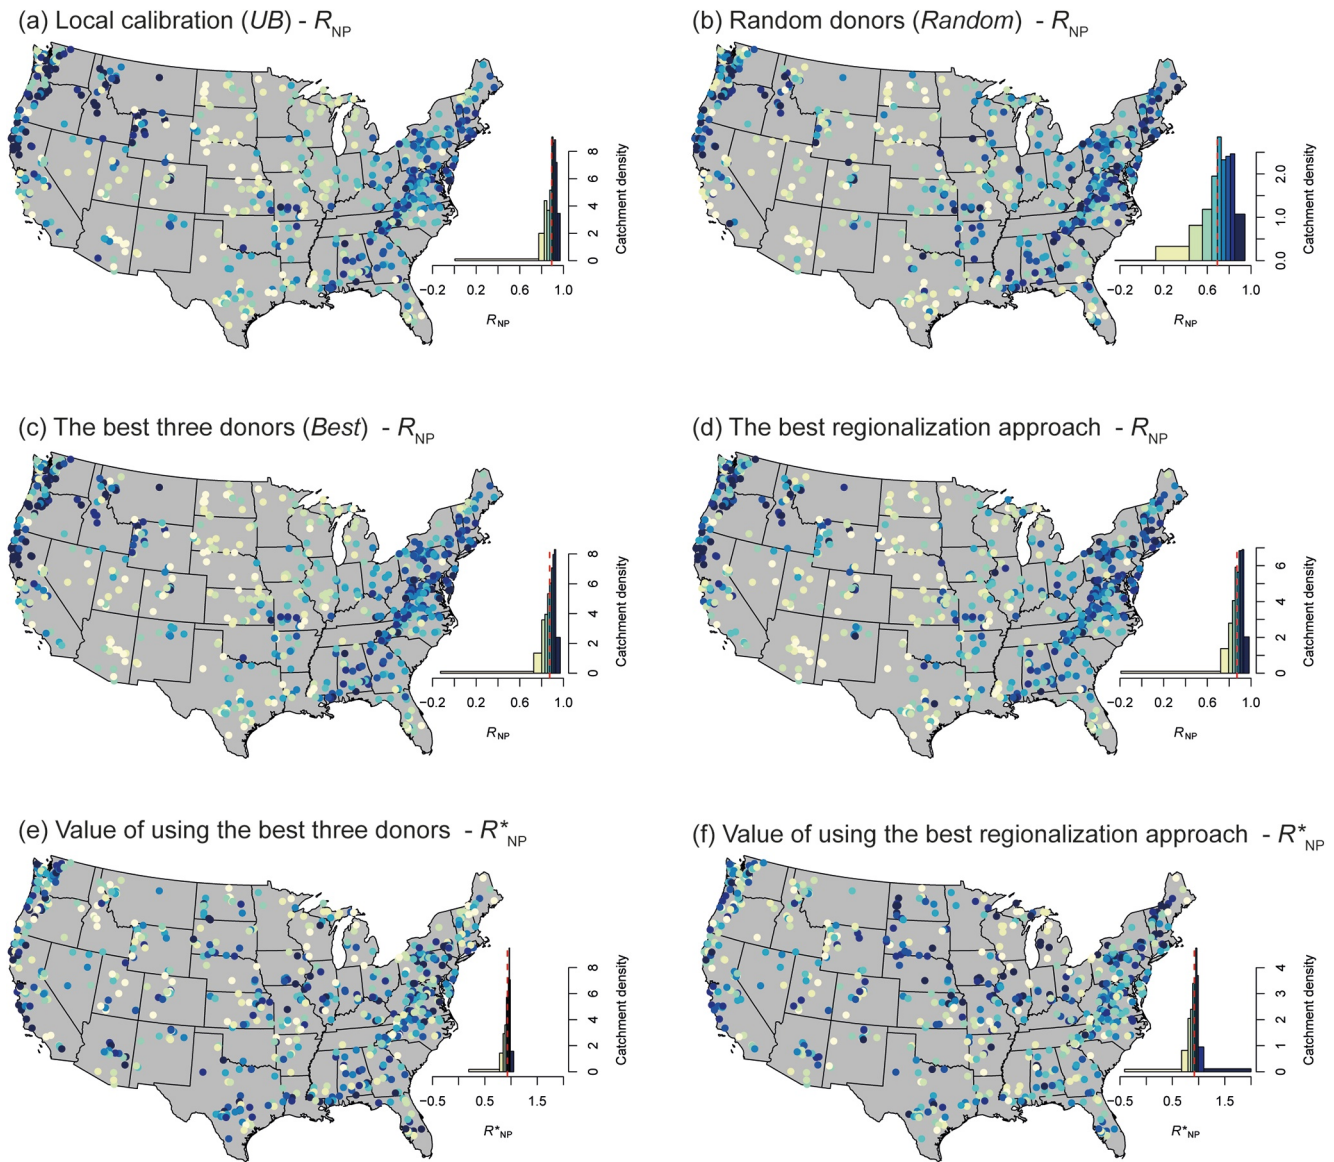 (a) Local calibration (UB) - RNP
(b) Random donors (Random) - RNP
8
6
4
2
0
Catchment density
−0.2 0.2 0.6 1.0
RNP
2.0
1.0
0.0
Catchment density
−0.2 0.2 0.6 1.0
RNP
(c) The best three donors (Best) - RNP
(d) The best regionalization approach - RNP
8
6
4
2
0
Catchment density
−0.2 0.2 0.6 1.0
RNP
6
4
2
0
Catchment density
−0.2 0.2 0.6 1.0
RNP
(e) Value of using the best three donors - R*NP
(f) Value of using the best regionalization approach - R*NP
8
6
4
2
0
Catchment density
−0.5 0.5 1.5
R*NP
4
3
2
1
0
Catchment density
−0.5 0.5 1.5
R*NP